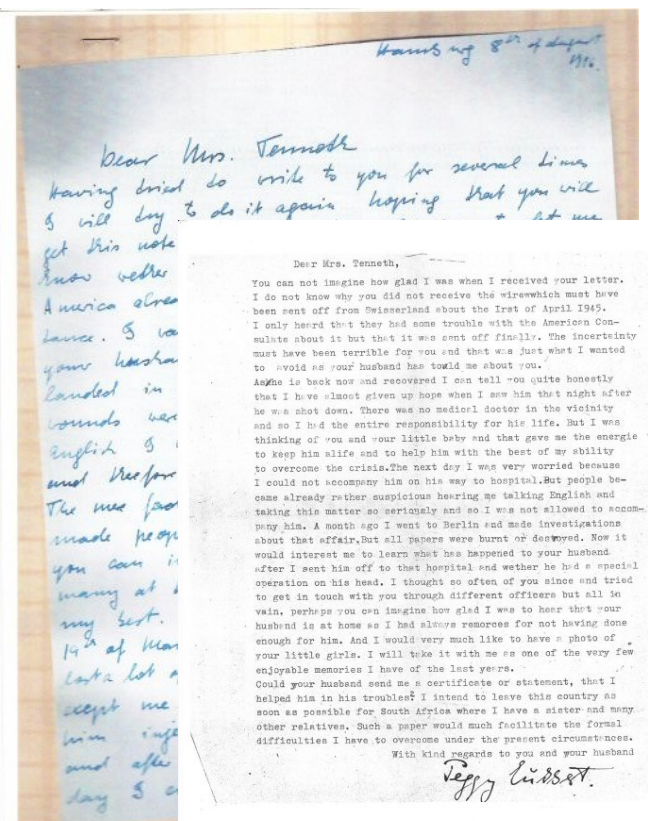 Hamburg 8th of August
Dear Mrs. Tenneth
Having tried to write to you for several times
I will try to do it again hoping that you will
get this note
know wether
America alrea
tance. I
your husba
landed in
wounds were
english I
and therefore
The mee
made peop
you can i
many at
my best.
19th of Mar
lost a lot
except me
him inje
and after
day I
Dear Mrs. Tenneth,
You can not imagine how glad I was when I received your letter.
I do not know why you did not receive the wirewhich must have
been sent off from Swisserland about the Irst of April 1945.
I only heard that they had some trouble with the American Con-
sulate about it but that it was sent off finally. The incerteinty
must have been terrible for you and that was just what I wanted
to avoid as your husband has tould me about you.
As he is back now and recovered I can tell you quite honestly
that I have almost given up hope when I saw him that night after
he was shot down. There was no medical doctor in the vicinity
and so I had the entire responsibility for his life. But I was
thinking of you and your little baby and that gave me the energie
to keep him alife and to help him with the best of my ability
to overcome the crisis.The next day I was very worried because
I could not accompany him on his way to hospital.But people be-
came already rather suspicious hearing me talking English and
taking this matter so seriously and so I was not allowed to accom-
pany him. A month ago I went to Berlin and made investigations
about that affair.But all papers were burnt or destroyed. Now it
would interest me to learn what has happened to your husband
after I sent him off to that hospital and wether he had a special
operation on his head. I thought so often of you since and tried
to get in touch with you through different officers but all in
vain, perhaps you can imagine how glad I was to hear that your
husband is at home as I had always remorces for not having done
enough for him. And I would very much like to have a photo of
your little girls. I will take it with me as one of the very few
enjoyable memories I have of the last years.
Could your husband send me a certificate or statement, that I
helped him in his troubles? I intend to leave this country as
soon as possible for South Africa where I have a sister and many
other relatives. Such a paper would much facilitate the formal
difficulties I have to overcome under the present circumstances.
With kind regards to you and your husband
Peggy